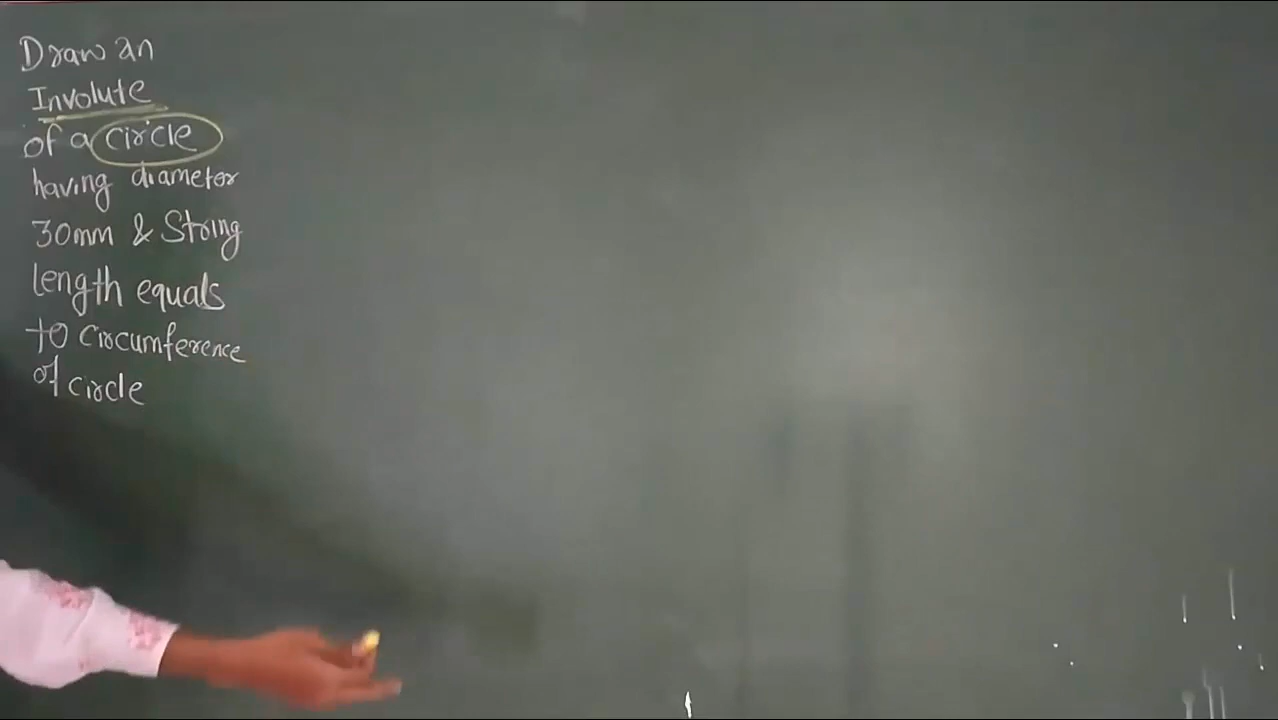 Draw an
Involute
of a circle
having diameter
30mm & String
length equals
to Circumference
of circle